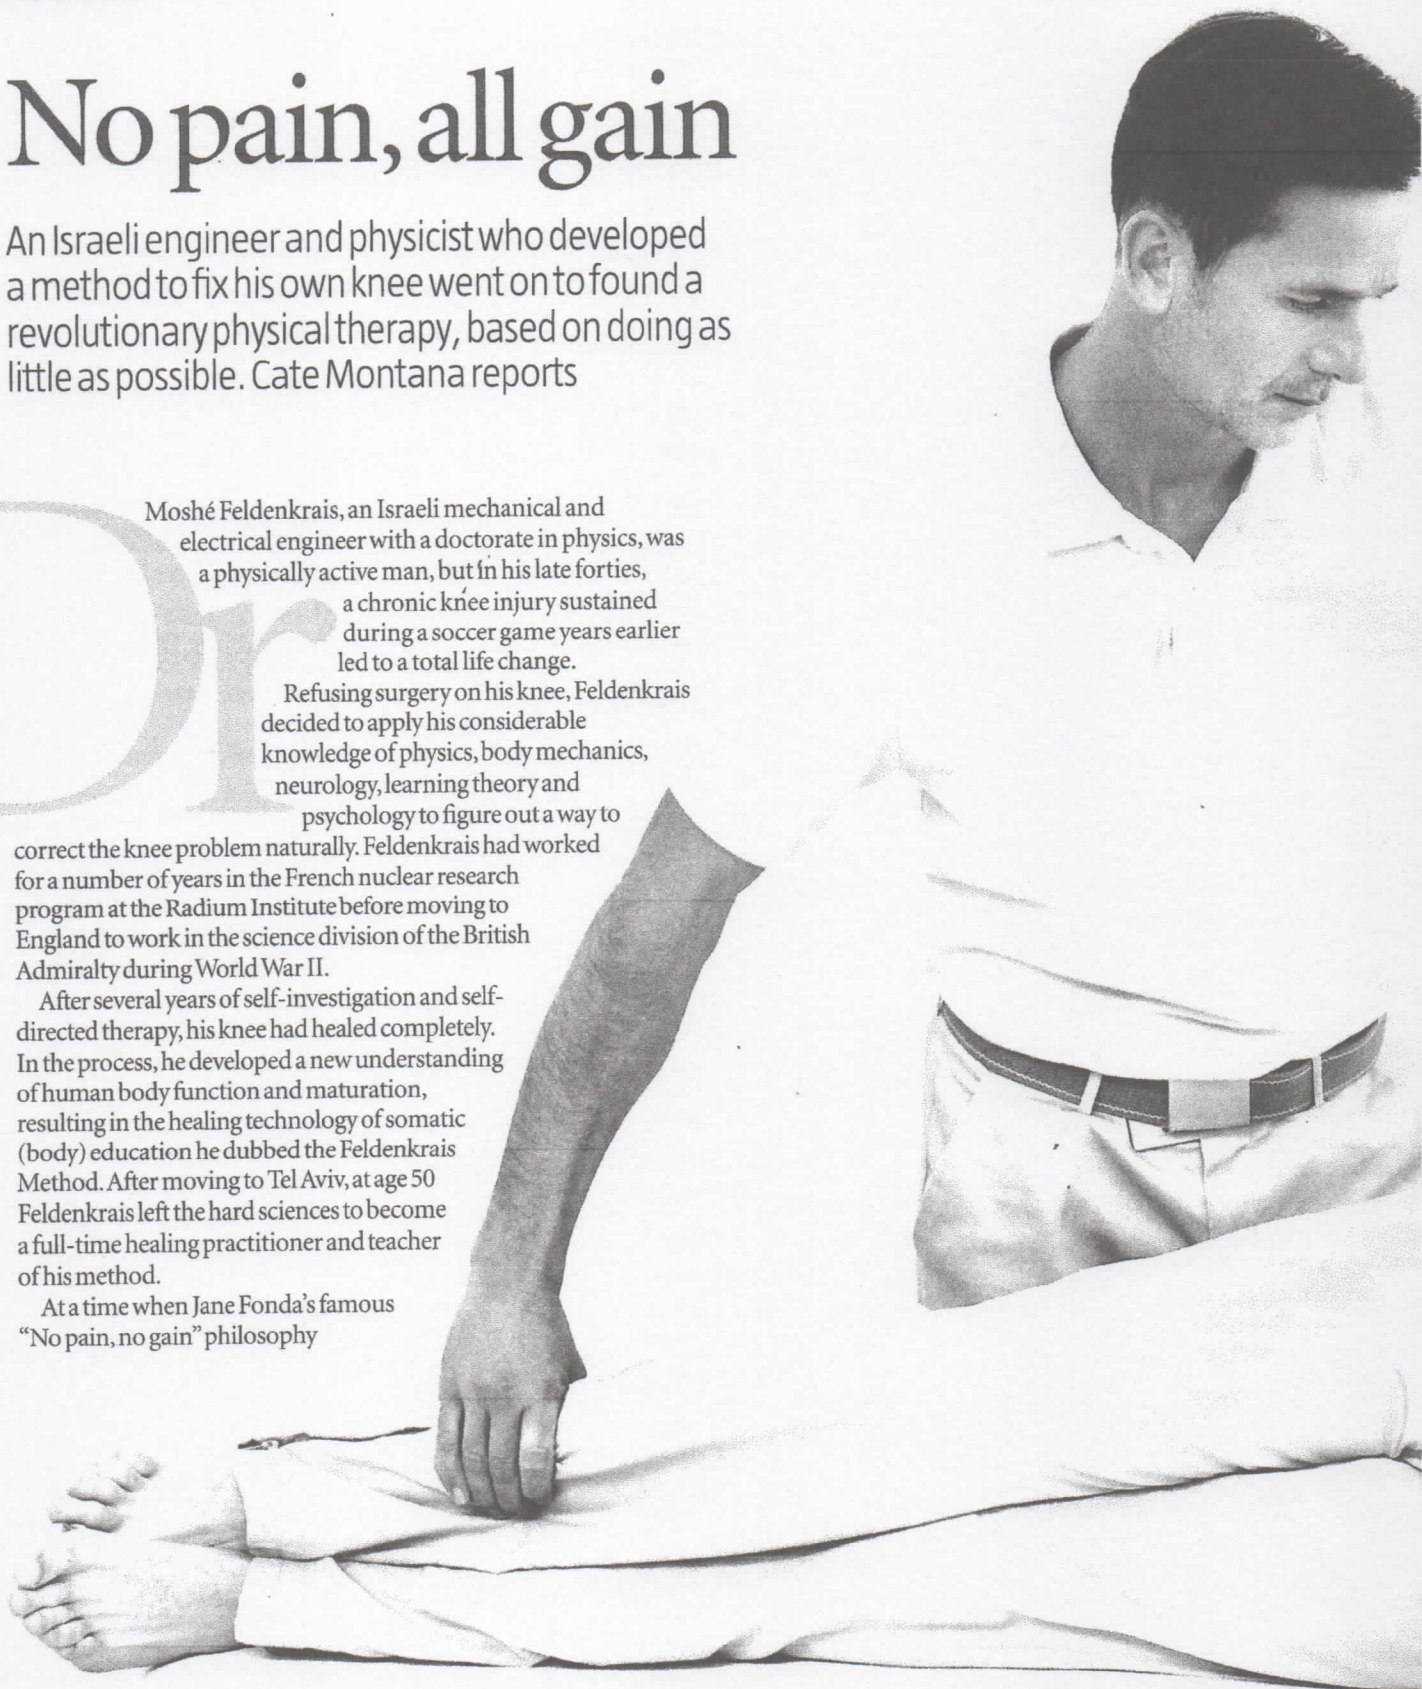 No pain, all gain
An Israeli engineer and physicist who developed
a method to fix his own knee went on to found a
revolutionary physical therapy, based on doing as
little as possible. Cate Montana reports
Dr Moshé Feldenkrais, an Israeli mechanical and
electrical engineer with a doctorate in physics, was
a physically active man, but in his late forties,
a chronic knee injury sustained
during a soccer game years earlier
led to a total life change.
Refusing surgery on his knee, Feldenkrais
decided to apply his considerable
knowledge of physics, body mechanics,
neurology, learning theory and
psychology to figure out a way to
correct the knee problem naturally. Feldenkrais had worked
for a number of years in the French nuclear research
program at the Radium Institute before moving to
England to work in the science division of the British
Admiralty during World War II.
After several years of self-investigation and self-
directed therapy, his knee had healed completely.
In the process, he developed a new understanding
of human body function and maturation,
resulting in the healing technology of somatic
(body) education he dubbed the Feldenkrais
Method. After moving to Tel Aviv, at age 50
Feldenkrais left the hard sciences to become
a full-time healing practitioner and teacher
of his method.
At a time when Jane Fonda's famous
“No pain, no gain” philosophy